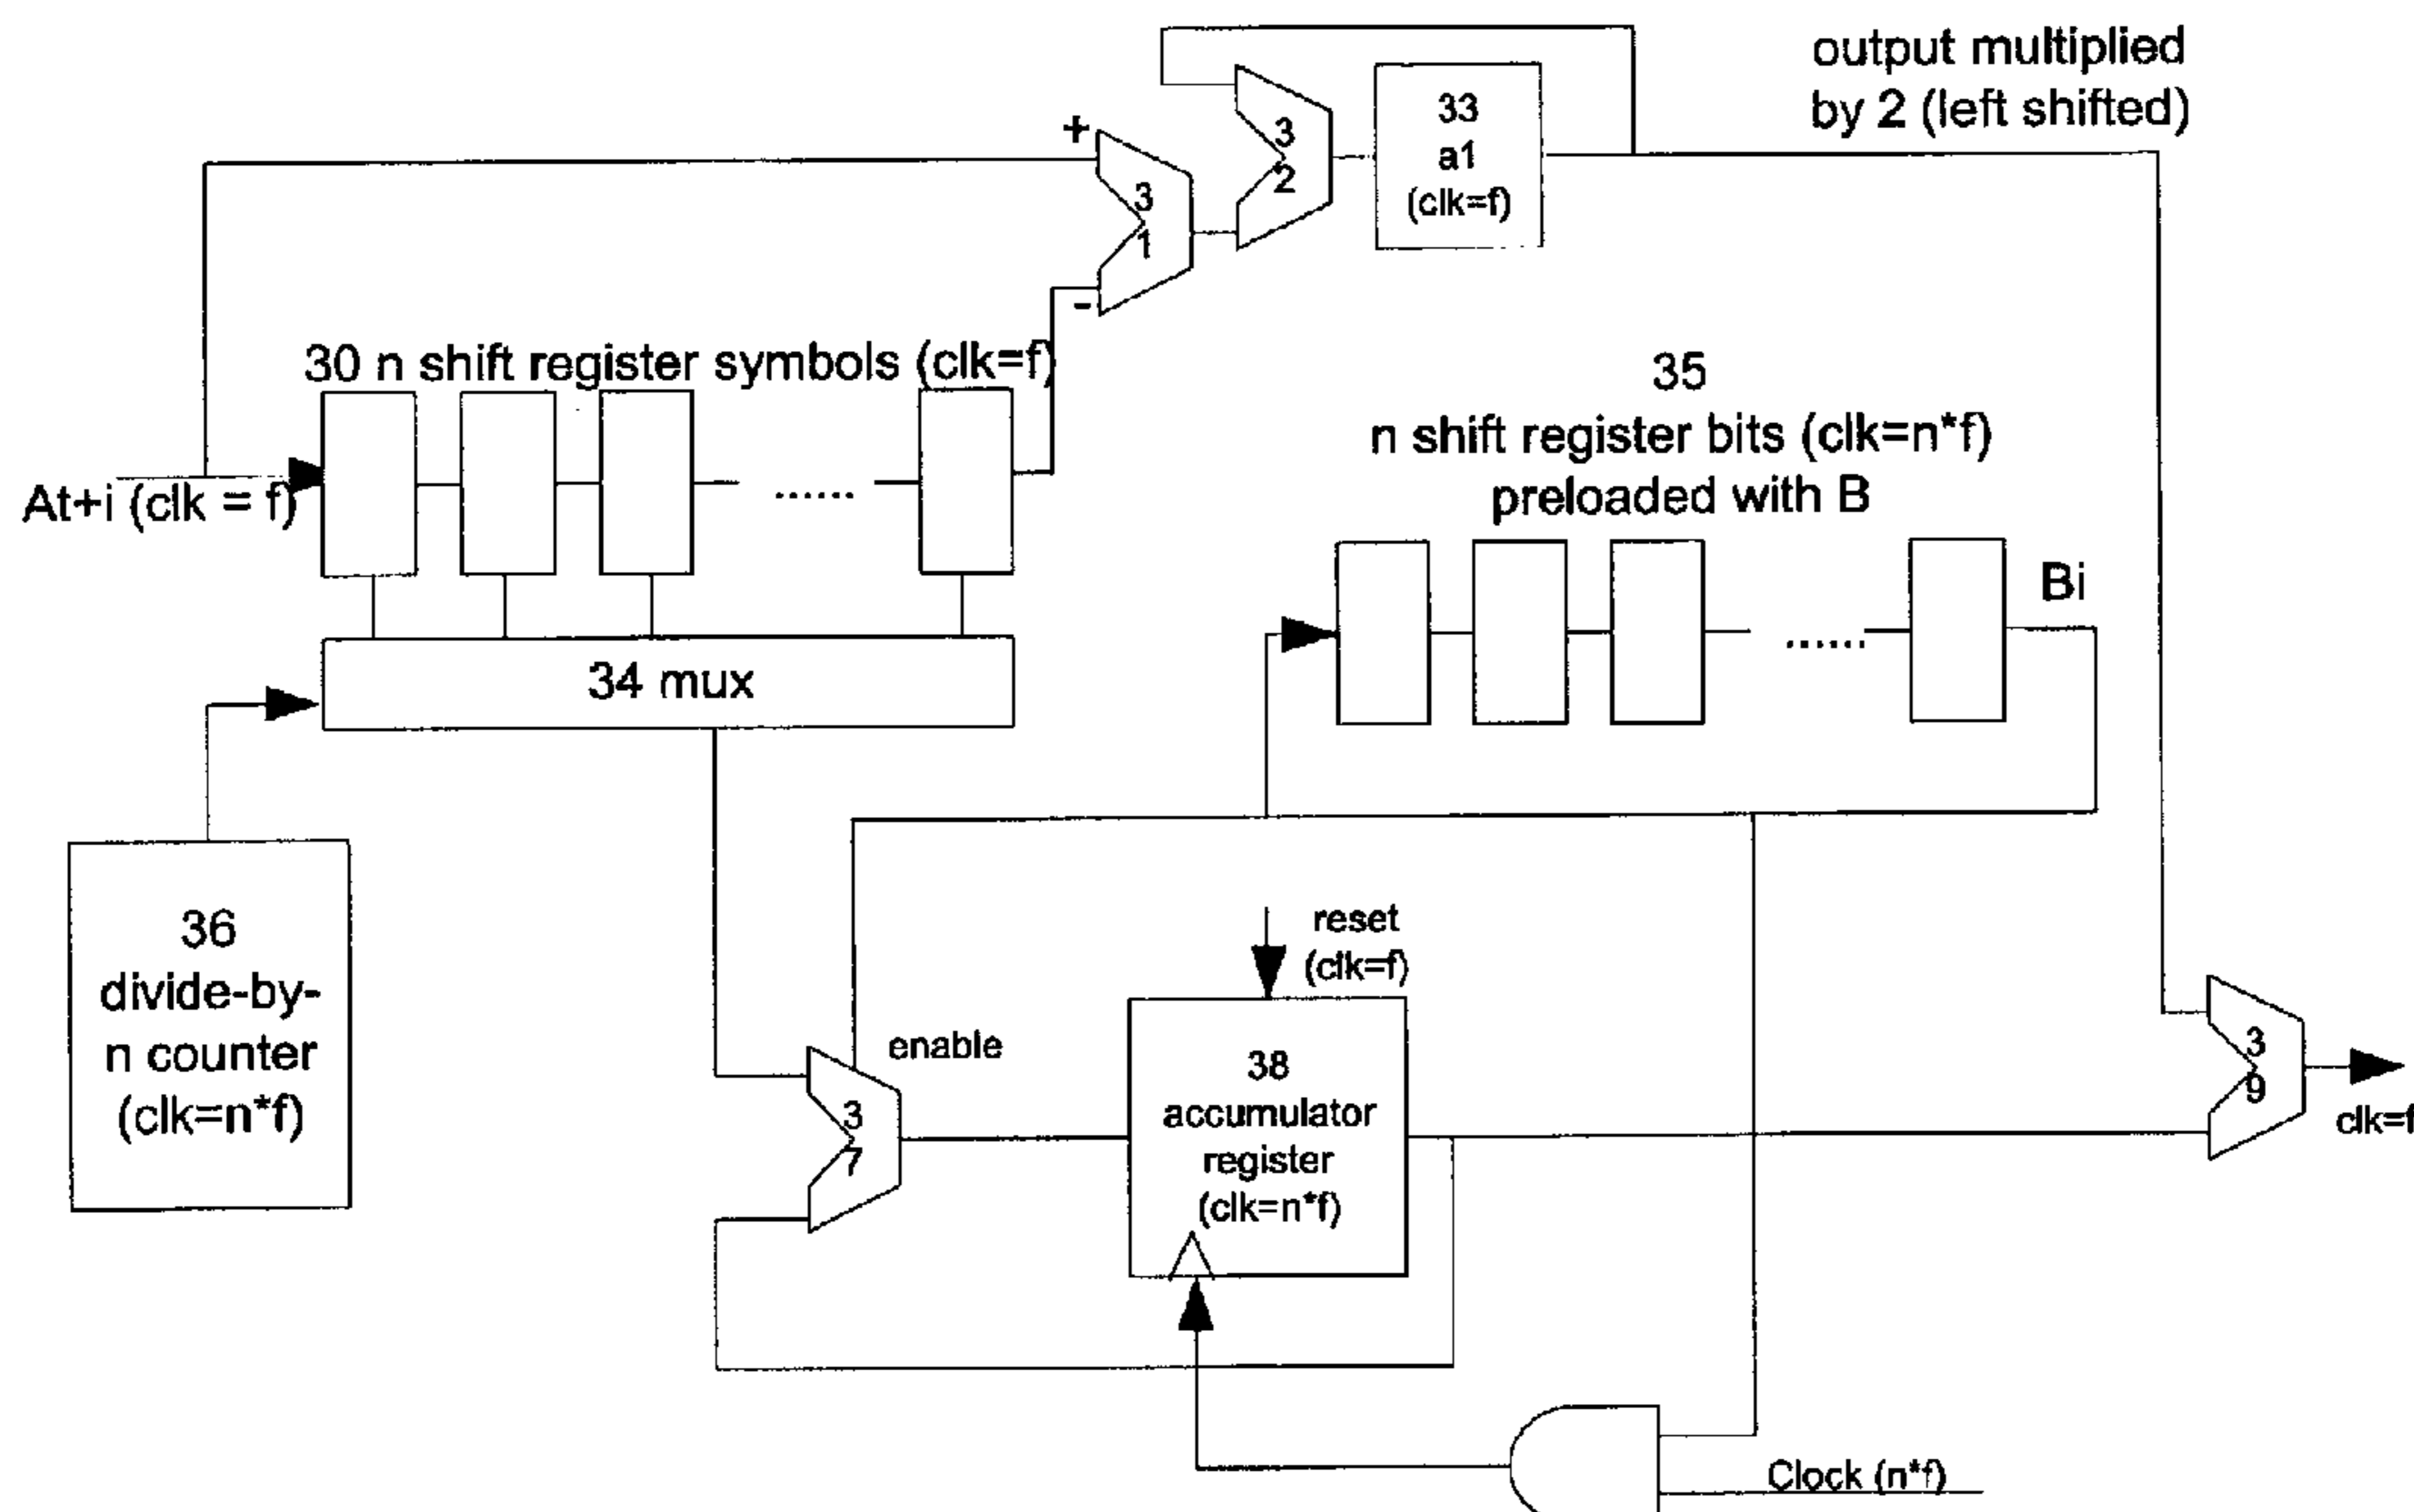 output multiplied
by 2 (left shifted)
+
3
1
-
3
2
33
a1
(clk=f)
30 n shift register symbols (clk=f)
At+i (clk = f)
35
n shift register bits (clk=n*f)
preloaded with B
Bi
......
......
34 mux
36
divide-by-
n counter
(clk=n*f)
enable
3
7
reset
(clk=f)
38
accumulator
register
(clk=n*f)
3
9
clk=f
Clock (n*f)